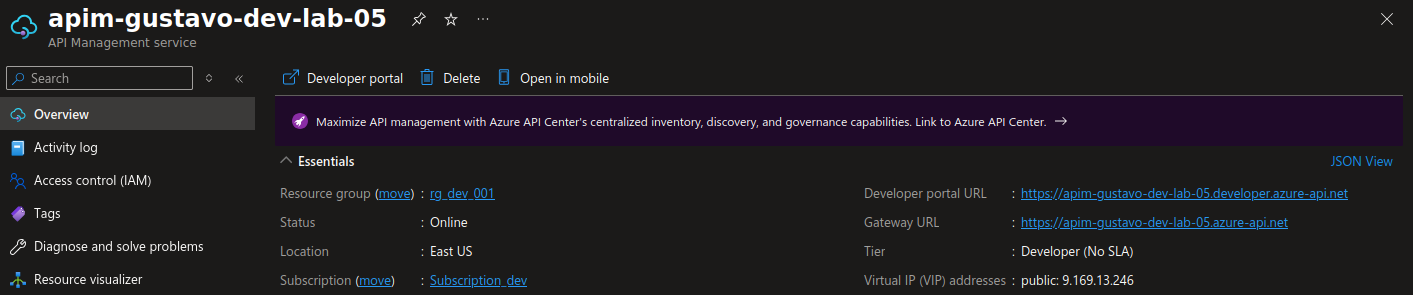 apim-gustavo-dev-lab-05
API Management service
Search
Developer portal Delete Open in mobile
Overview
Activity log
Access control (IAM)
Tags
Diagnose and solve problems
Resource visualizer
Maximize API management with Azure API Center's centralized inventory, discovery, and governance capabilities. Link to Azure API Center.
Essentials
JSON View
Resource group (move) : rg_dev_001
Status : Online
Location : East US
Subscription (move) : Subscription_dev
Developer portal URL : https://apim-gustavo-dev-lab-05.developer.azure-api.net
Gateway URL : https://apim-gustavo-dev-lab-05.azure-api.net
Tier : Developer (No SLA)
Virtual IP (VIP) addresses : public: 9.169.13.246